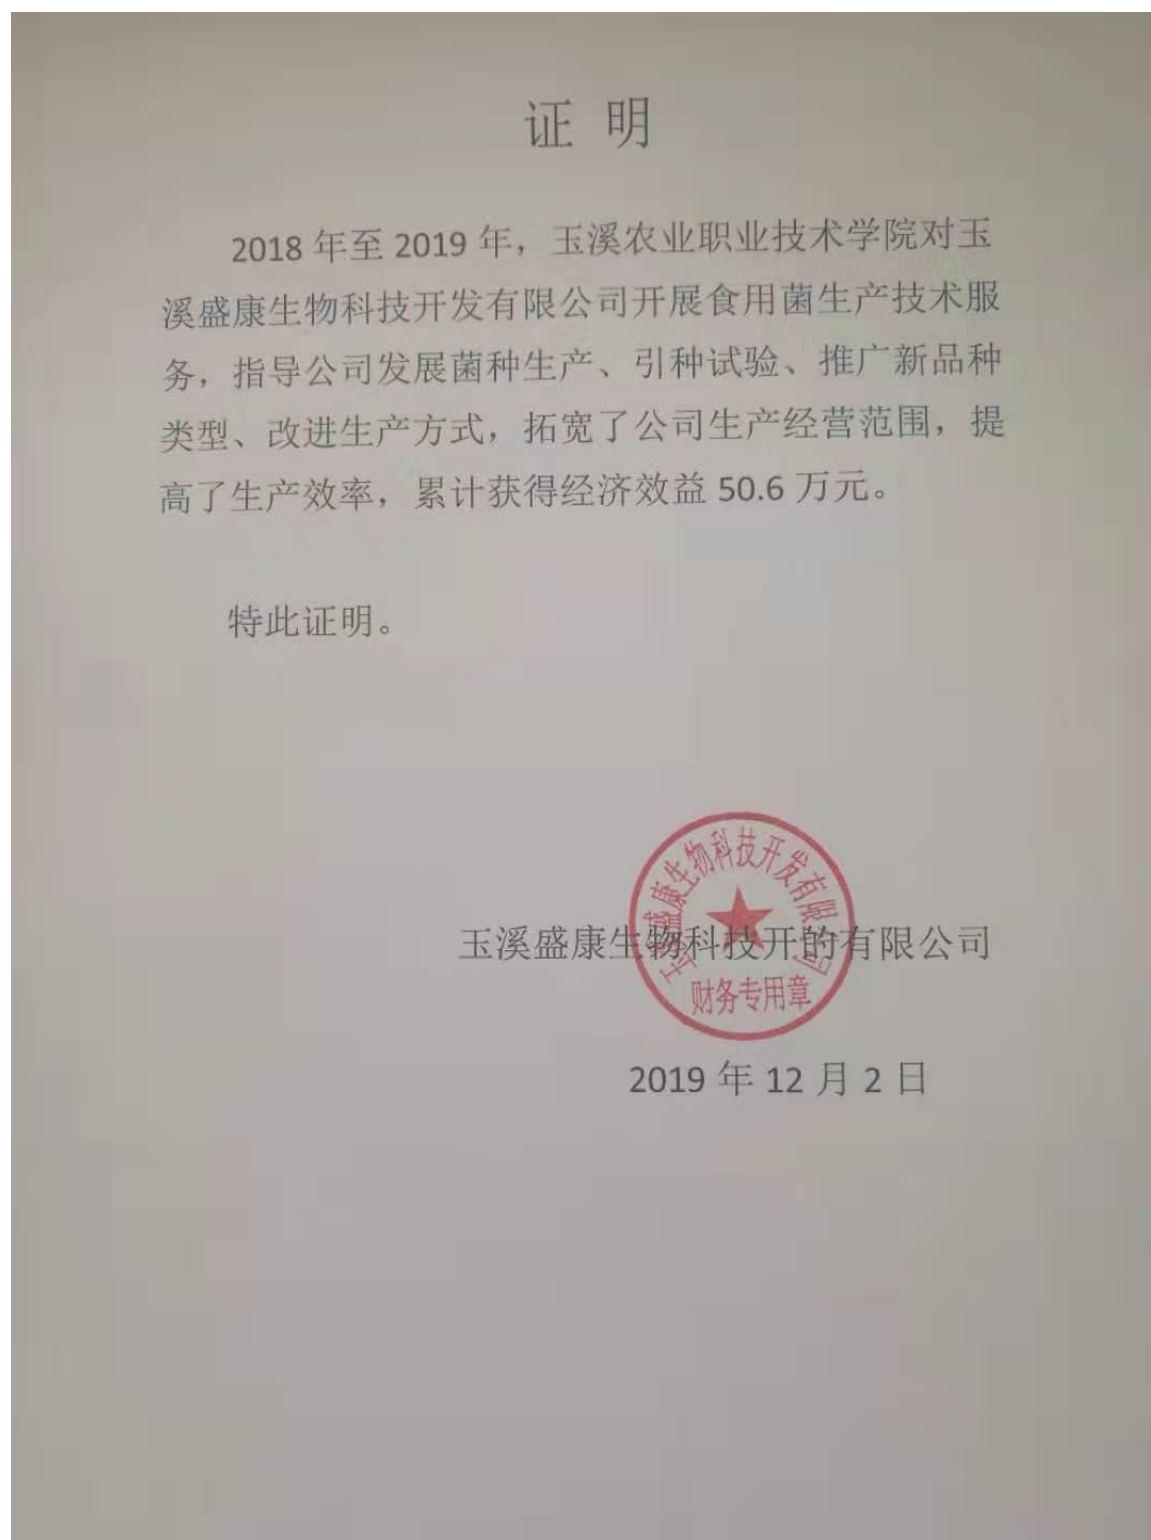 证 明
2018 年至 2019 年，玉溪农业职业技术学院对玉
溪盛康生物科技开发有限公司开展食用菌生产技术服
务，指导公司发展菌种生产、引种试验、推广新品种
类型、改进生产方式，拓宽了公司生产经营范围，提
高了生产效率，累计获得经济效益 50.6 万元。
特此证明。
玉溪盛康生物科技开发有限公司
玉溪盛康生物科技开的有限公司
财务专用章
2019 年 12 月 2 日